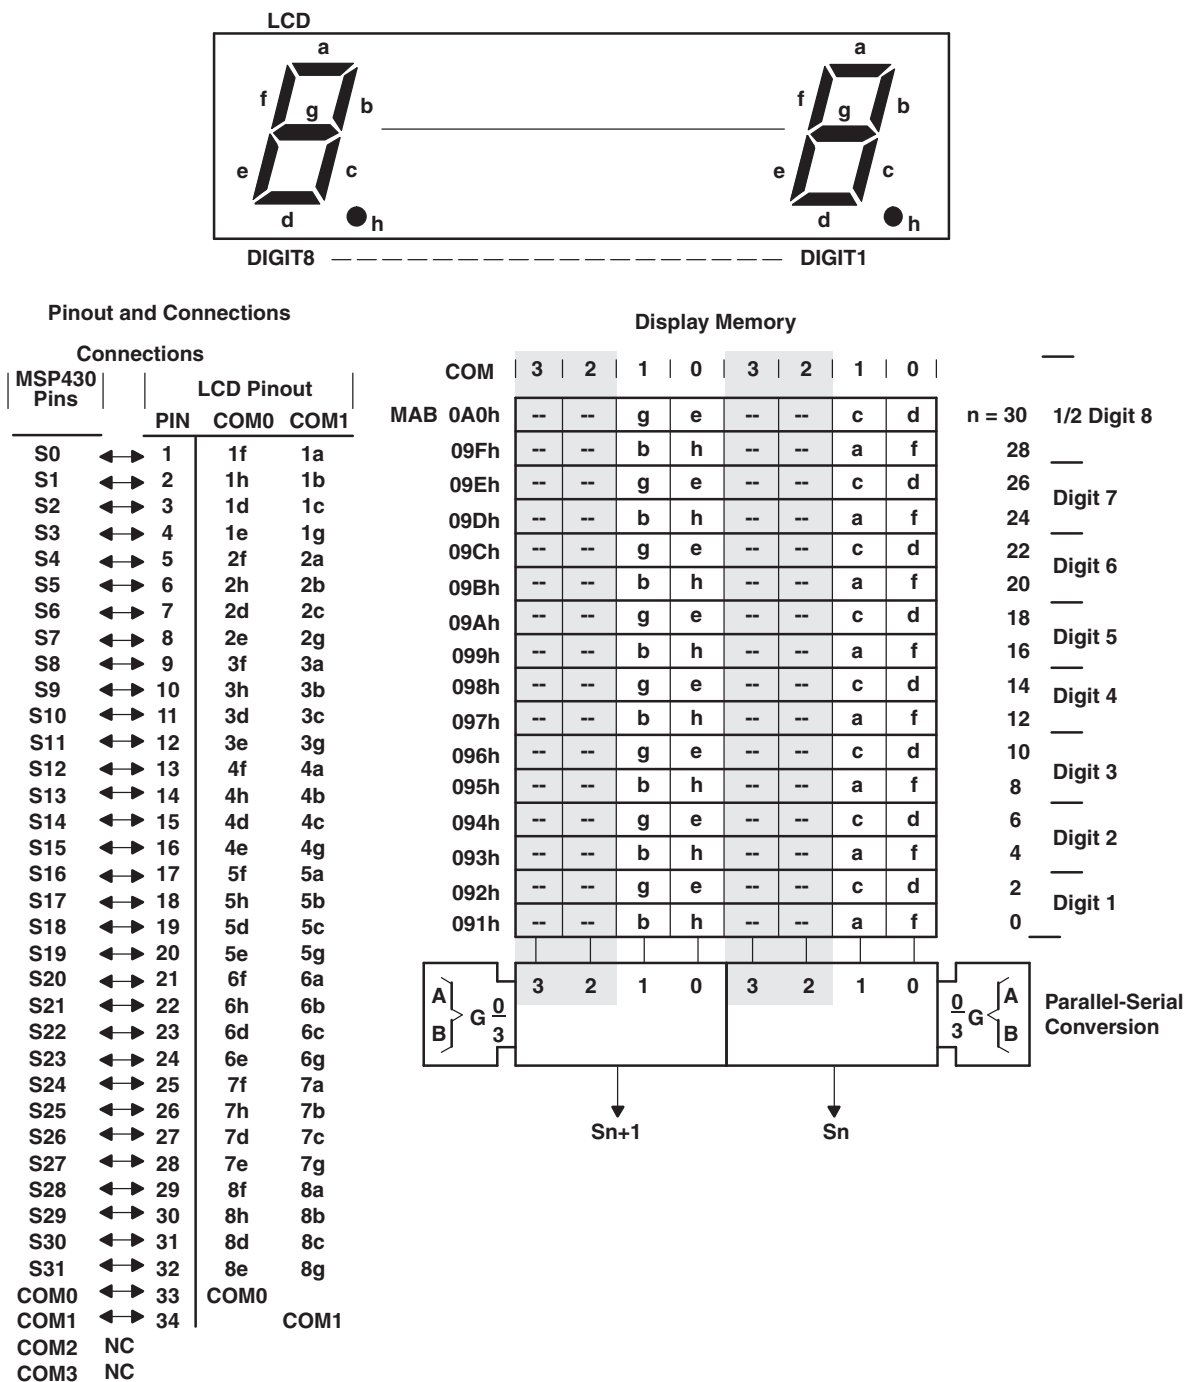 LCD
a a
f g b f g b
e c e c
d h d h
DIGIT8 DIGIT1
Pinout and Connections
Display Memory
Connections
MSP430 Pins LCD Pinout
PIN COM0 COM1
S0 1 1f 1a
S1 2 1h 1b
S2 3 1d 1c
S3 4 1e 1g
S4 5 2f 2a
S5 6 2h 2b
S6 7 2d 2c
S7 8 2e 2g
S8 9 3f 3a
S9 10 3h 3b
S10 11 3d 3c
S11 12 3e 3g
S12 13 4f 4a
S13 14 4h 4b
S14 15 4d 4c
S15 16 4e 4g
S16 17 5f 5a
S17 18 5h 5b
S18 19 5d 5c
S19 20 5e 5g
S20 21 6f 6a
S21 22 6h 6b
S22 23 6d 6c
S23 24 6e 6g
S24 25 7f 7a
S25 26 7h 7b
S26 27 7d 7c
S27 28 7e 7g
S28 29 8f 8a
S29 30 8h 8b
S30 31 8d 8c
S31 32 8e 8g
COM0 33 COM0
COM1 34 COM1
COM2 NC
COM3 NC
COM 3 2 1 0 3 2 1 0
MAB 0A0h -- -- g e -- -- c d n = 30 1/2 Digit 8
09Fh -- -- b h -- -- a f 28
09Eh -- -- g e -- -- c d 26
Digit 7
09Dh -- -- b h -- -- a f 24
09Ch -- -- g e -- -- c d 22
Digit 6
09Bh -- -- b h -- -- a f 20
09Ah -- -- g e -- -- c d 18
Digit 5
099h -- -- b h -- -- a f 16
098h -- -- g e -- -- c d 14
Digit 4
097h -- -- b h -- -- a f 12
096h -- -- g e -- -- c d 10
Digit 3
095h -- -- b h -- -- a f 8
094h -- -- g e -- -- c d 6
Digit 2
093h -- -- b h -- -- a f 4
092h -- -- g e -- -- c d 2
Digit 1
091h -- -- b h -- -- a f 0
3 2 1 0 3 2 1 0
A B G 0 3
0 3 G A B
Parallel-Serial
Conversion
Sn+1 Sn